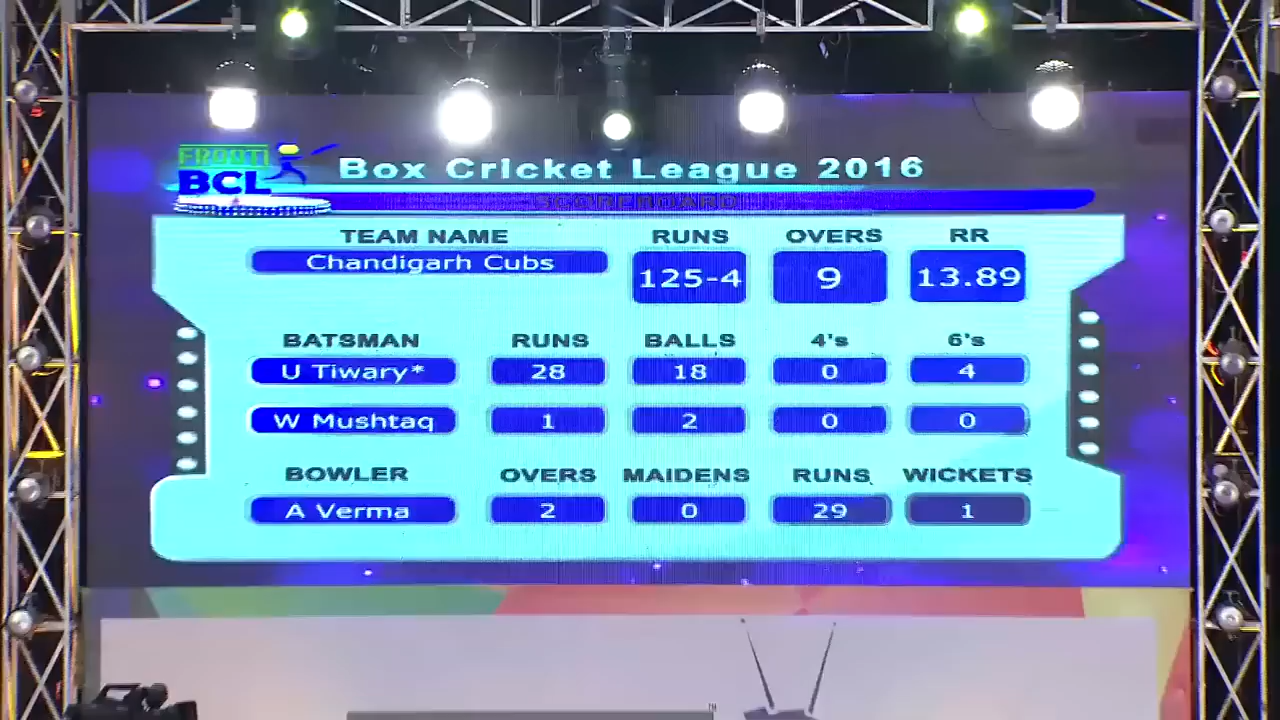 FROOTI
BCL
Box Cricket League 2016
SCOREBOARD
TEAM NAME RUNS OVERS RR
Chandigarh Cubs 125-4 9 13.89
BATSMAN RUNS BALLS 4's 6's
U Tiwary* 28 18 0 4
W Mushtaq 1 2 0 0
BOWLER OVERS MAIDENS RUNS WICKETS
A Verma 2 0 29 1
TM